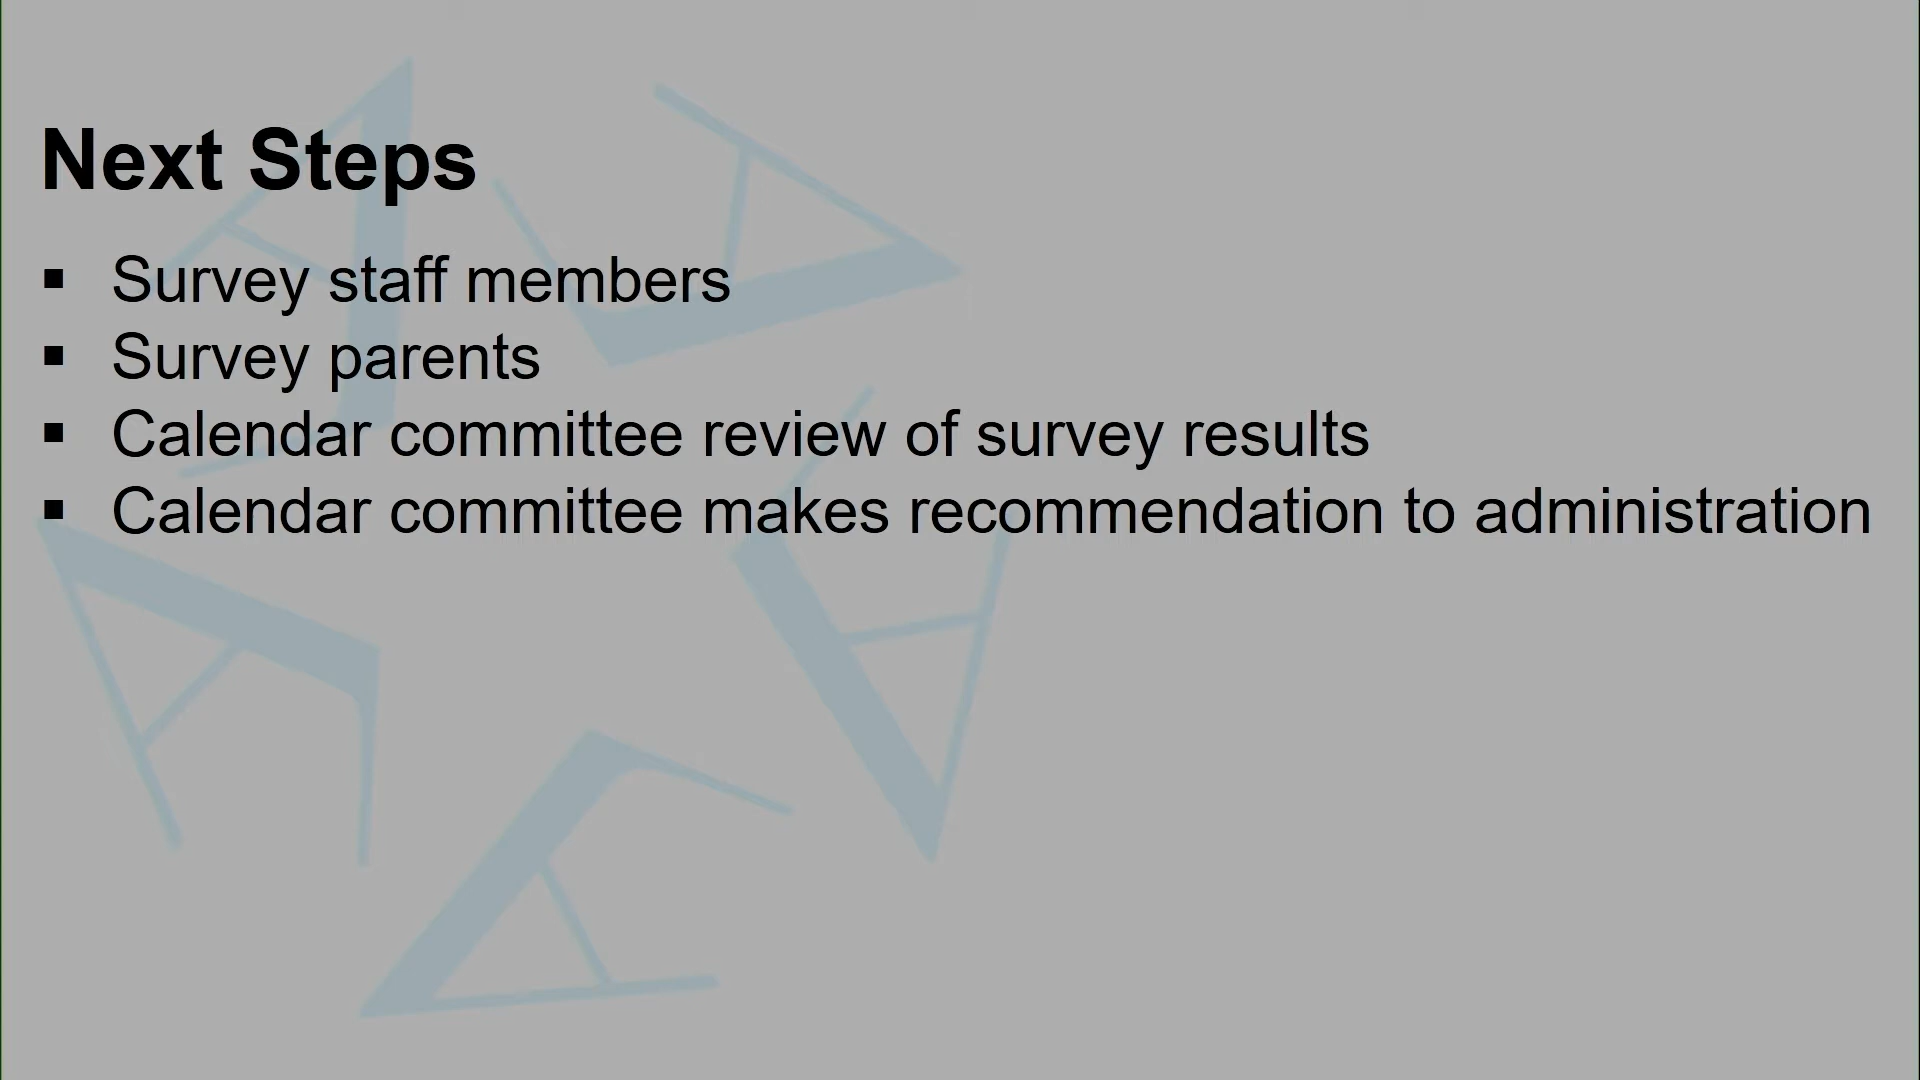 Next Steps
▪ Survey staff members
▪ Survey parents
▪ Calendar committee review of survey results
▪ Calendar committee makes recommendation to administration